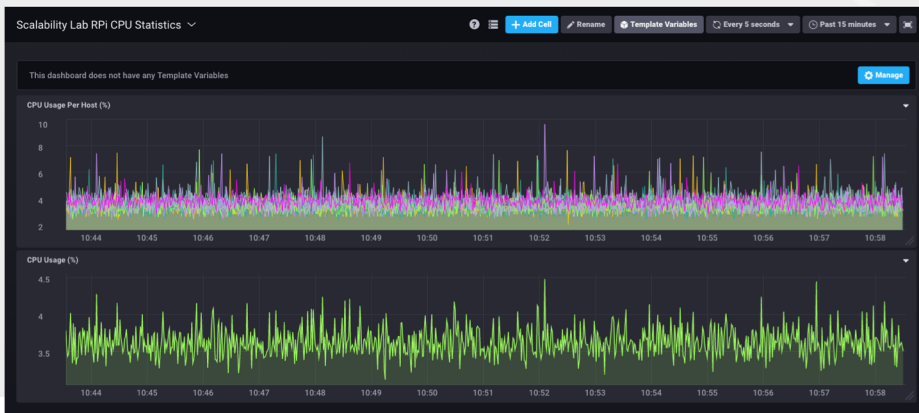 Scalability Lab RPi CPU Statistics
+ Add Cell Rename Template Variables Every 5 seconds Past 15 minutes
This dashboard does not have any Template Variables
Manage
CPU Usage Per Host (%)
10
8
6
4
2
10:44 10:45 10:46 10:47 10:48 10:49 10:50 10:51 10:52 10:53 10:54 10:55 10:56 10:57 10:58
CPU Usage (%)
4.5
4
3.5
10:44 10:45 10:46 10:47 10:48 10:49 10:50 10:51 10:52 10:53 10:54 10:55 10:56 10:57 10:58